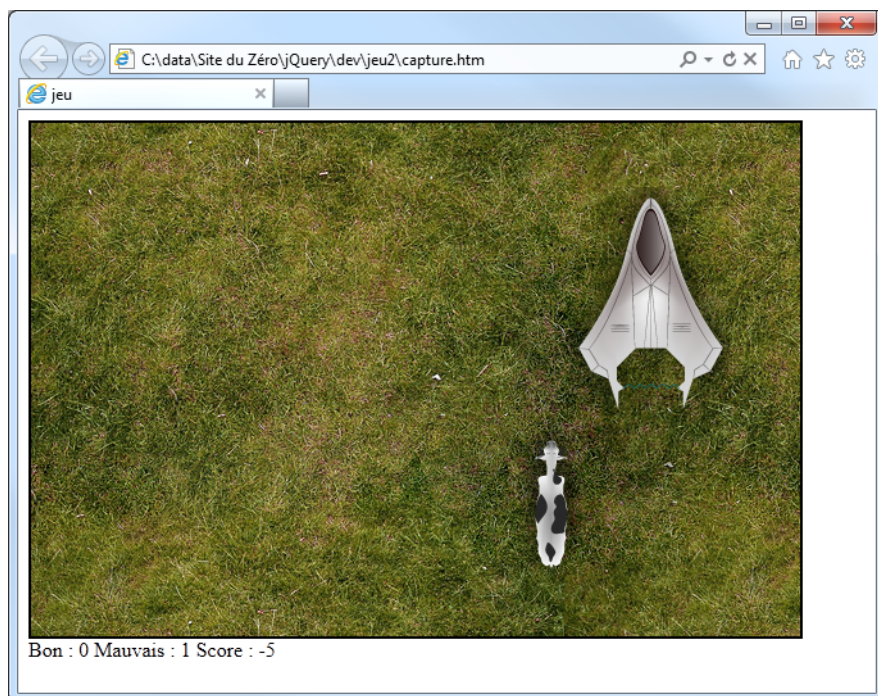 C:\data\Site du Zéro\jQuery\dev\jeu2\capture.htm
jeu
Bon : 0 Mauvais : 1 Score : -5